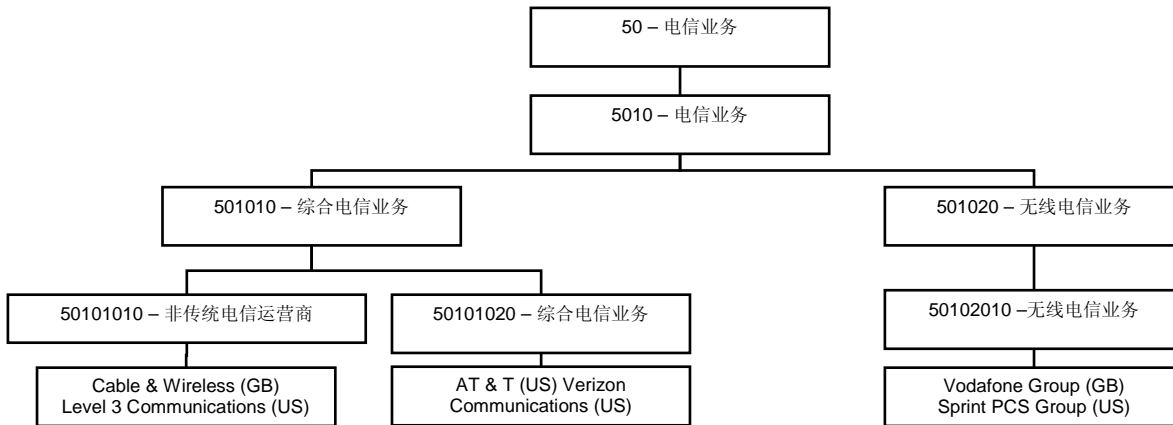 50 – 电信业务
5010 – 电信业务
501010 – 综合电信业务
501020 – 无线电信业务
50101010 – 非传统电信运营商
50101020 – 综合电信业务
50102010 –无线电信业务
Cable & Wireless (GB)
Level 3 Communications (US)
AT & T (US) Verizon
Communications (US)
Vodafone Group (GB)
Sprint PCS Group (US)